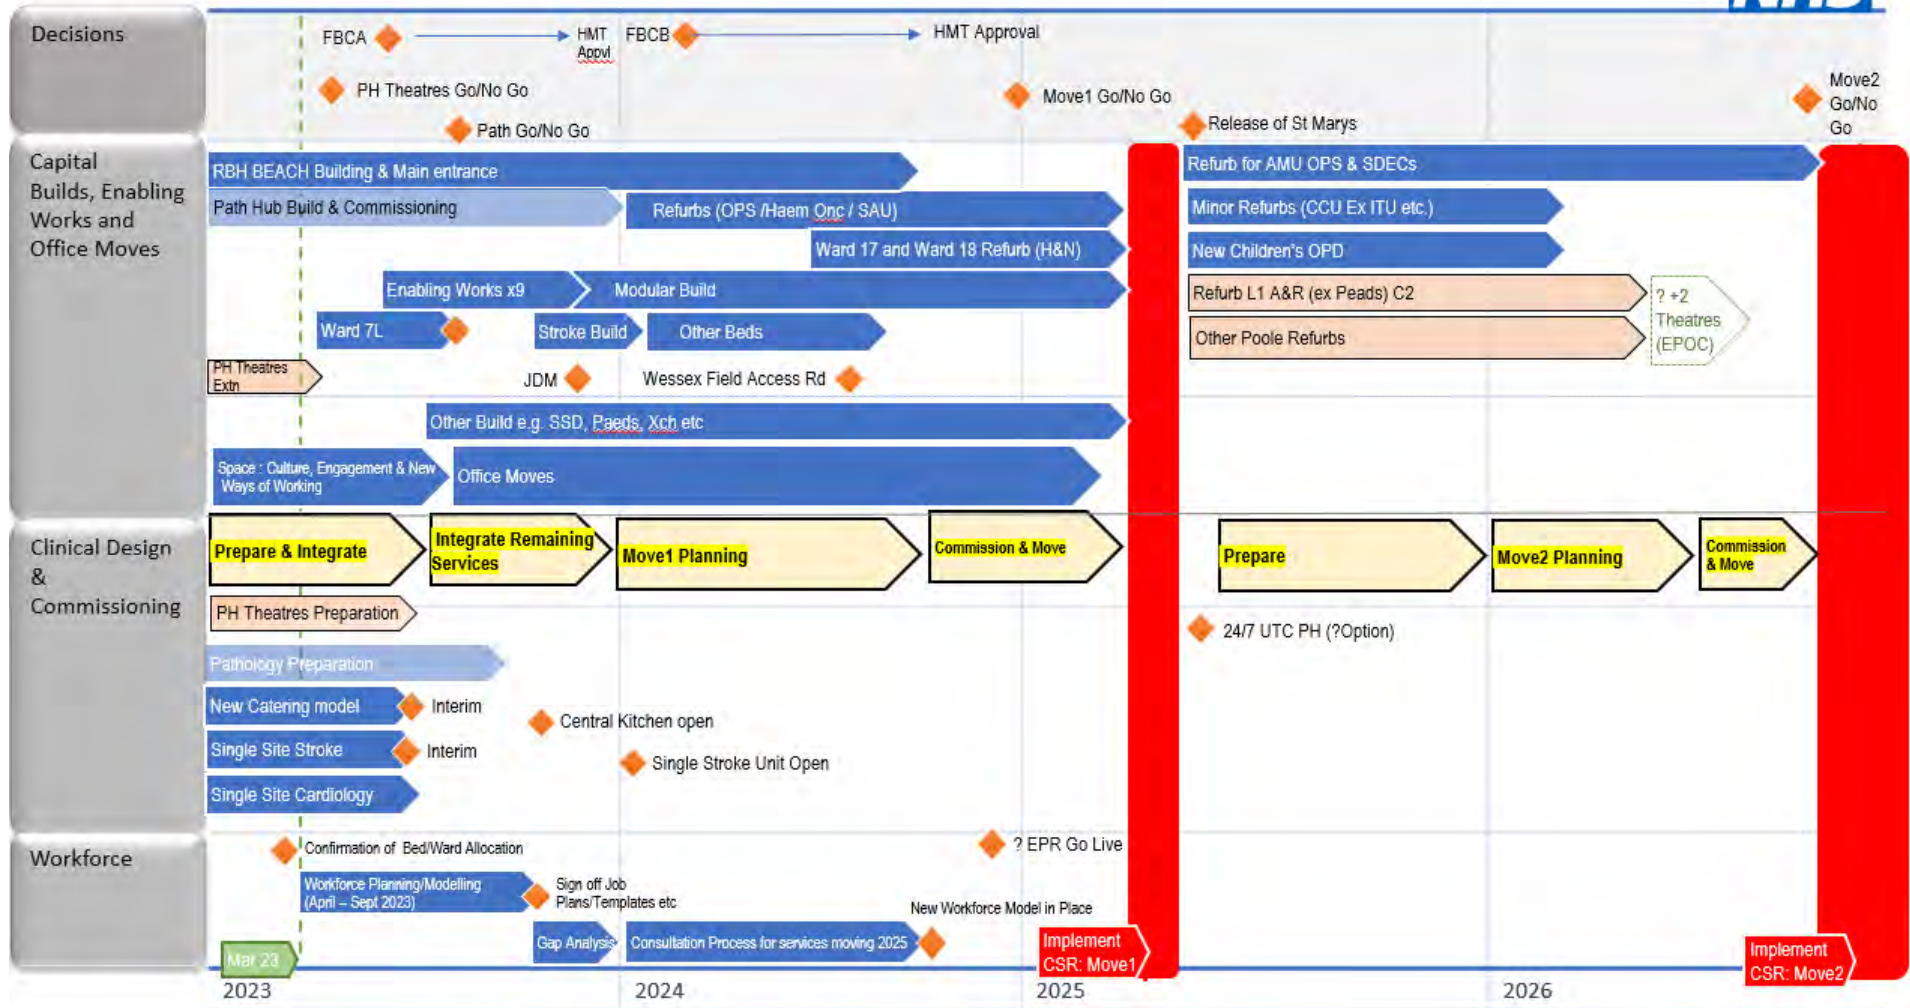 NHS
Decisions
FBCA
HMT
Appvl
FBCB
HMT Approval
PH Theatres Go/No Go
Move1 Go/No Go
Move2
Go/No
Go
Path Go/No Go
Release of St Marys
Capital
Builds, Enabling
Works and
Office Moves
RBH BEACH Building & Main entrance
Refurb for AMU OPS & SDECs
Path Hub Build & Commissioning
Refurbs (OPS /Haem Onc / SAU)
Minor Refurbs (CCU Ex ITU etc.)
Ward 17 and Ward 18 Refurb (H&N)
New Children's OPD
Enabling Works x9
Modular Build
Refurb L1 A&R (ex Peads) C2
? +2
Theatres
(EPOC)
Ward 7L
Stroke Build
Other Beds
Other Poole Refurbs
PH Theatres
Extn
JDM
Wessex Field Access Rd
Other Build e.g. SSD, Paeds, Xch etc
Space : Culture, Engagement & New
Ways of Working
Office Moves
Clinical Design
&
Commissioning
Prepare & Integrate
Integrate Remaining
Services
Move1 Planning
Commission & Move
Prepare
Move2 Planning
Commission
& Move
PH Theatres Preparation
24/7 UTC PH (?Option)
Pathology Preparation
New Catering model
Interim
Central Kitchen open
Single Site Stroke
Interim
Single Stroke Unit Open
Single Site Cardiology
Workforce
Confirmation of Bed/Ward Allocation
? EPR Go Live
Workforce Planning/Modelling
(April – Sept 2023)
Sign off Job
Plans/Templates etc
New Workforce Model in Place
Gap Analysis
Consultation Process for services moving 2025
Implement
CSR: Move1
Implement
CSR: Move2
Mar 23
2023
2024
2025
2026